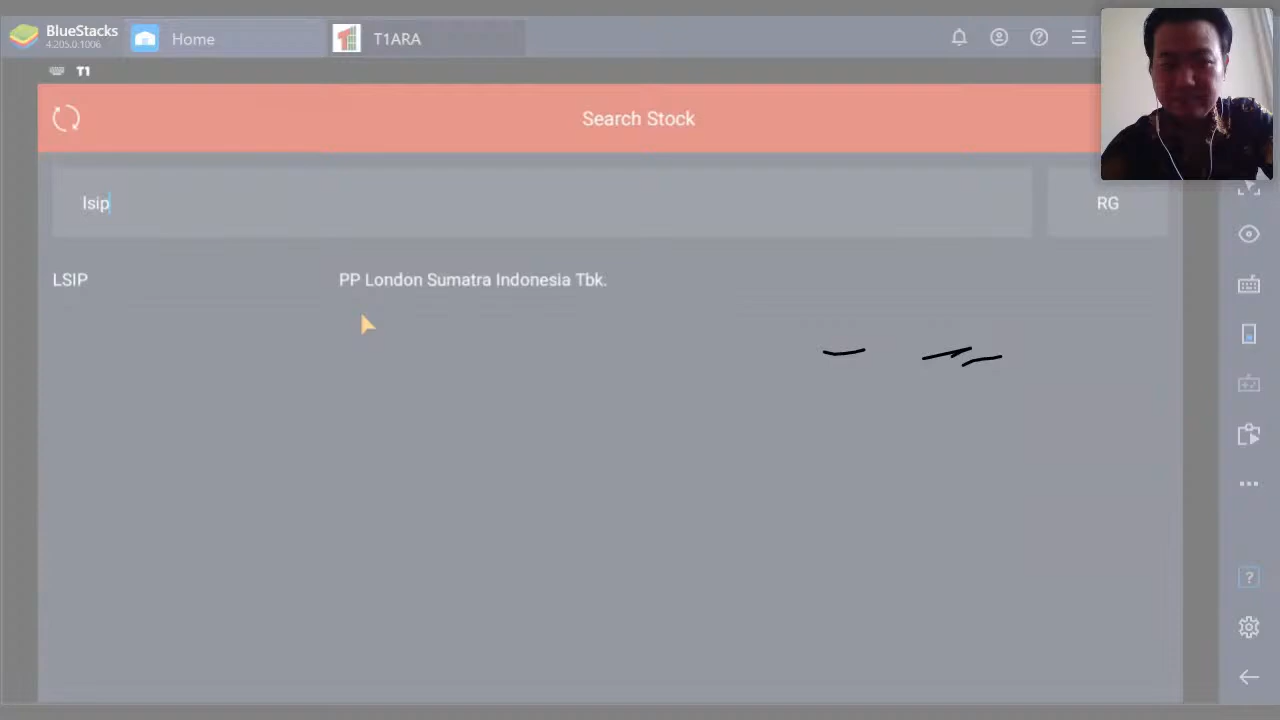 BlueStacks
4.205.0.1006
Home
T1ARA
T1
Search Stock
lsip
RG
LSIP
PP London Sumatra Indonesia Tbk.
?